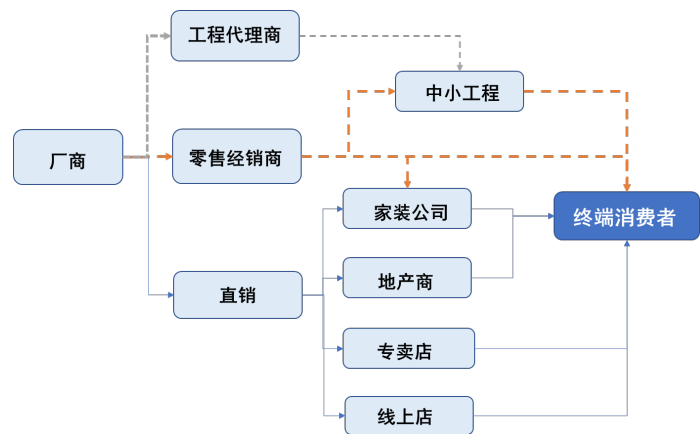 工程代理商
中小工程
厂商
零售经销商
家装公司
终端消费者
地产商
直销
专卖店
线上店